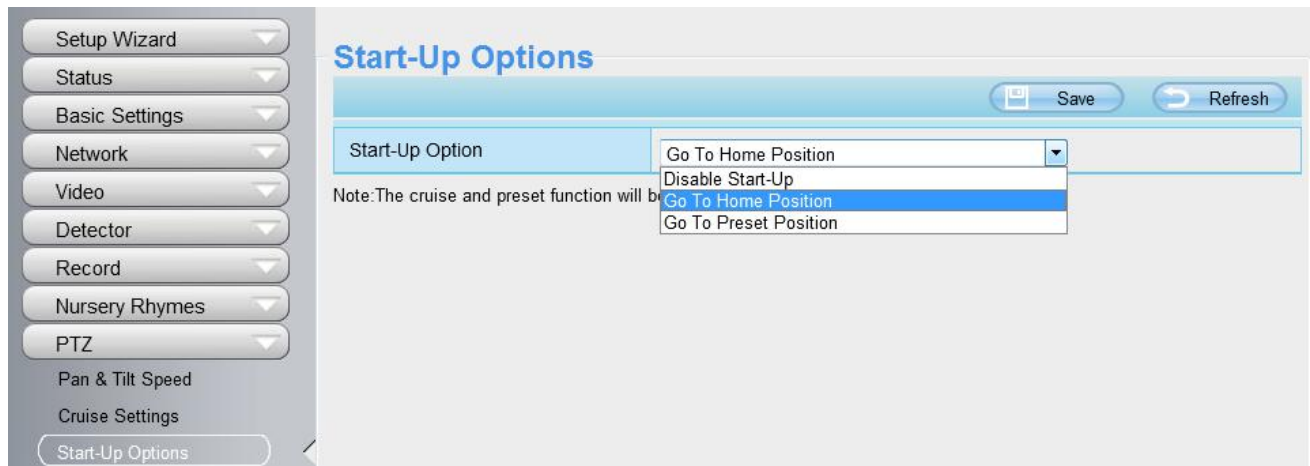 Setup Wizard
Status
Basic Settings
Network
Video
Detector
Record
Nursery Rhymes
PTZ
Pan & Tilt Speed
Cruise Settings
Start-Up Options
Start-Up Options
Save Refresh
Start-Up Option Go To Home Position
Disable Start-Up
Note:The cruise and preset function will Go To Home Position
Go To Preset Position